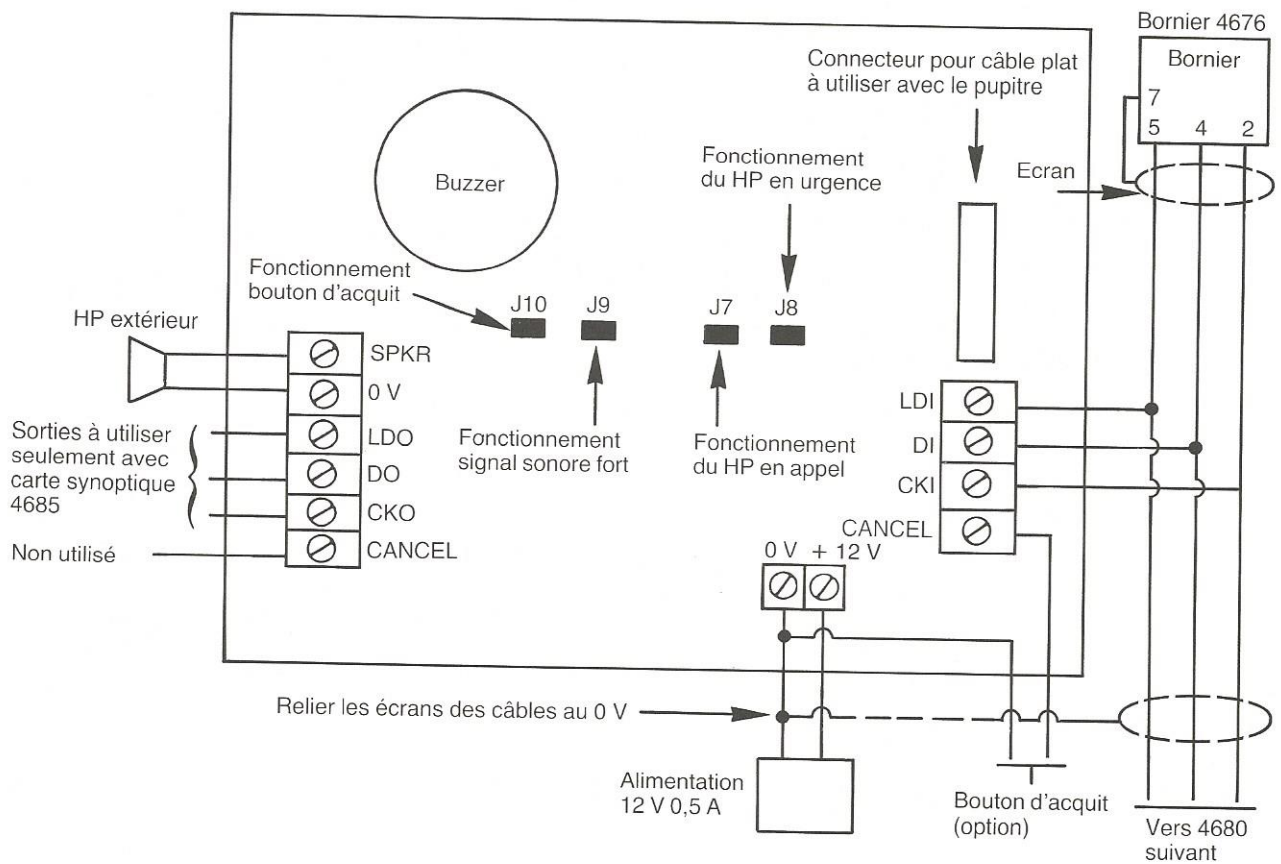 Bornier 4676
Bornier
7
5 4 2
Connecteur pour câble plat
à utiliser avec le pupitre
Fonctionnement
du HP en urgence
Ecran
Buzzer
Fonctionnement
bouton d'acquit
J10
J9
J7
J8
HP extérieur
SPKR
0 V
LDO
DO
CKO
CANCEL
Sorties à utiliser
seulement avec
carte synoptique
4685
Non utilisé
Fonctionnement
signal sonore fort
Fonctionnement
du HP en appel
LDI
DI
CKI
CANCEL
0 V + 12 V
Relier les écrans des câbles au 0 V
Alimentation
12 V 0,5 A
Bouton d'acquit
(option)
Vers 4680
suivant